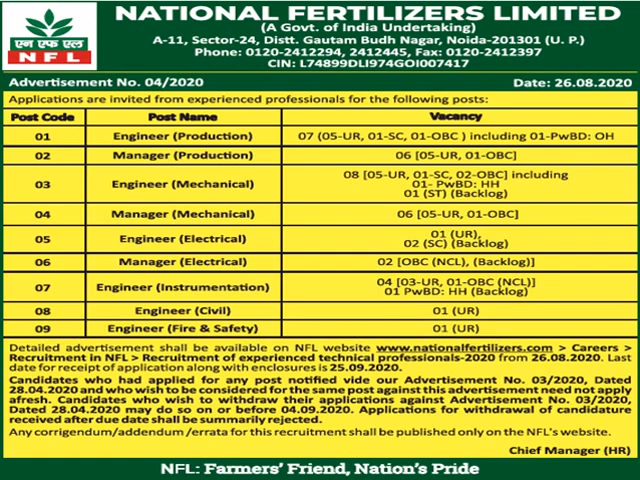 एन एफ एल
NFL
NATIONAL FERTILIZERS LIMITED
(A Govt. of India Undertaking)
A-11, Sector-24, Distt. Gautam Budh Nagar, Noida-201301 (U. P.)
Phone: 0120-2412294, 2412445, Fax: 0120-2412397
CIN: L74899DLI974GOI007417
Advertisement No. 04/2020 Date: 26.08.2020
Applications are invited from experienced professionals for the following posts:
Post Code Post Name Vacancy
01 Engineer (Production) 07 (05-UR, 01-SC, 01-OBC ) including 01-PwBD: OH
02 Manager (Production) 06 [05-UR, 01-OBC]
03 Engineer (Mechanical) 08 [05-UR, 01-SC, 02-OBC] including
01- PwBD: HH
01 (ST) (Backlog)
04 Manager (Mechanical) 06 [05-UR, 01-OBC]
05 Engineer (Electrical) 01 (UR),
02 (SC) (Backlog)
06 Manager (Electrical) 02 [OBC (NCL), (Backlog)]
07 Engineer (Instrumentation) 04 [03-UR, 01-OBC (NCL)]
01 PwBD: HH (Backlog)
08 Engineer (Civil) 01 (UR)
09 Engineer (Fire & Safety) 01 (UR)
Detailed advertisement shall be available on NFL website www.nationalfertilizers.com > Careers >
Recruitment in NFL > Recruitment of experienced technical professionals-2020 from 26.08.2020. Last
date for receipt of application along with enclosures is 25.09.2020.
Candidates who had applied for any post notified vide our Advertisement No. 03/2020, Dated
28.04.2020 and who wish to be considered for the same post against this advertisement need not apply
afresh. Candidates who wish to withdraw their applications against Advertisement No. 03/2020,
Dated 28.04.2020 may do so on or before 04.09.2020. Applications for withdrawal of candidature
received after due date shall be summarily rejected.
Any corrigendum/addendum /errata for this recruitment shall be published only on the NFL's website.
Chief Manager (HR)
NFL: Farmers' Friend, Nation's Pride